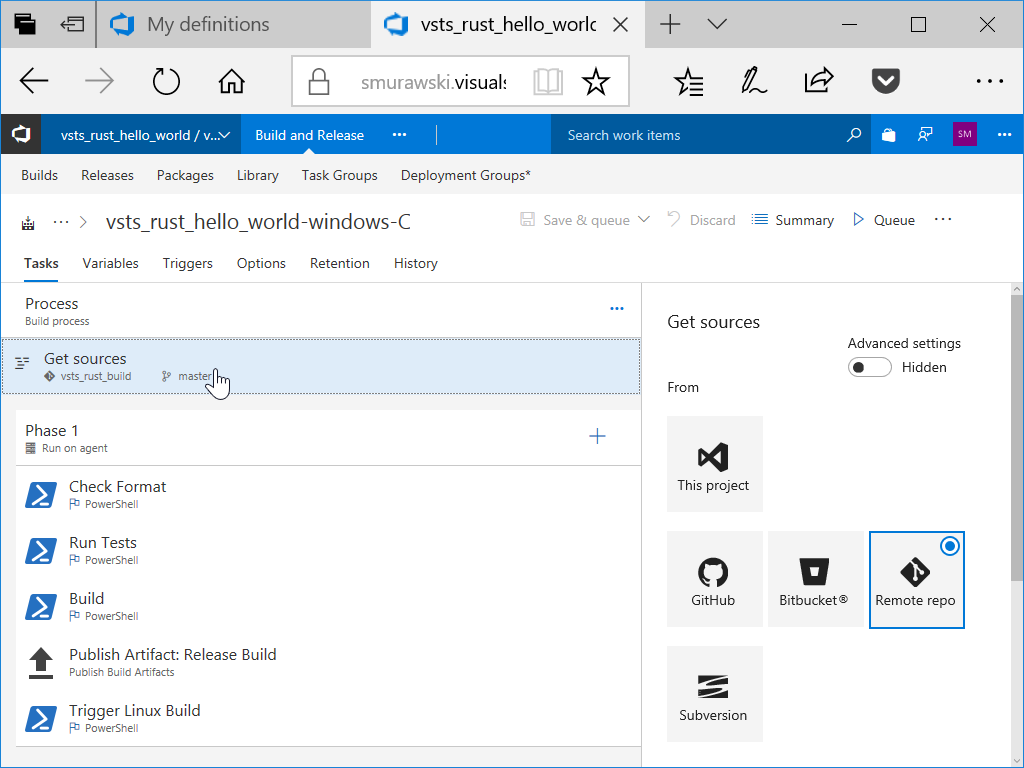 My definitions
vsts_rust_hello_world
smurawski.visuals
vsts_rust_hello_world / v...
Build and Release
Search work items
SM
Builds
Releases
Packages
Library
Task Groups
Deployment Groups*
vsts_rust_hello_world-windows-C
Save & queue
Discard
Summary
Queue
Tasks
Variables
Triggers
Options
Retention
History
Process
Build process
Get sources
vsts_rust_build
master
Phase 1
Run on agent
Check Format
PowerShell
Run Tests
PowerShell
Build
PowerShell
Publish Artifact: Release Build
Publish Build Artifacts
Trigger Linux Build
PowerShell
Get sources
Advanced settings
Hidden
From
This project
GitHub
Bitbucket®
Remote repo
Subversion